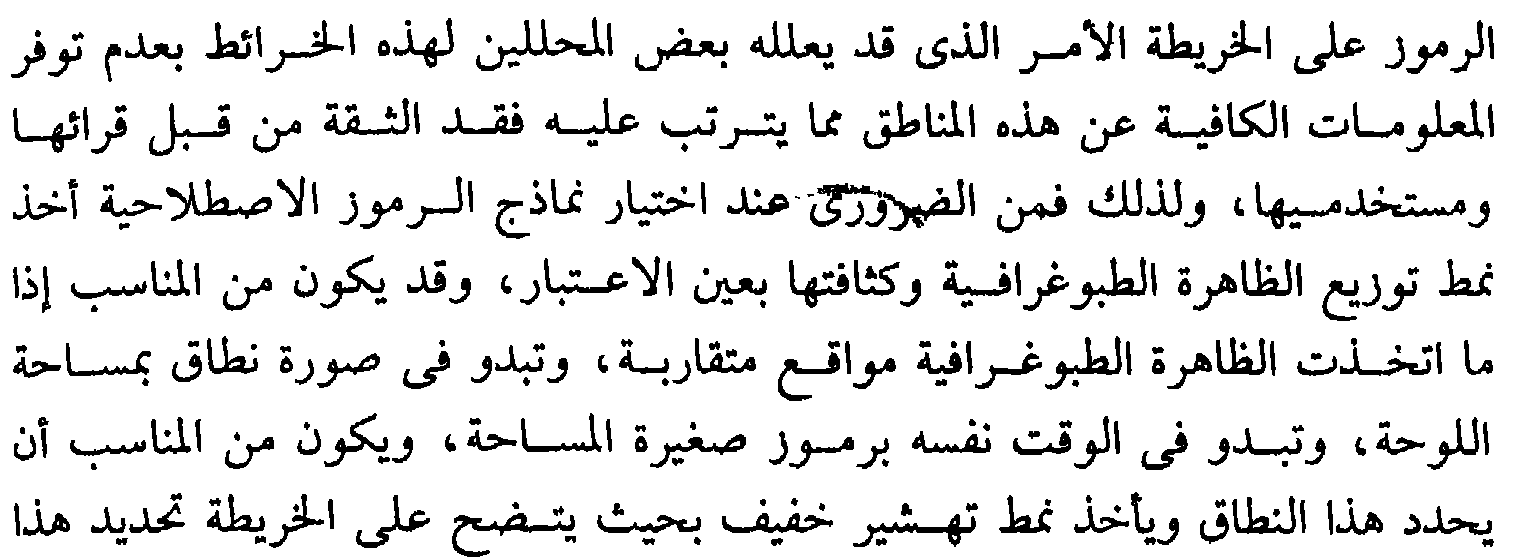 الرموز على الخريطة الأمر الذى قد يعلله بعض المحللين لهذه الخرائط بعدم توفر
المعلومات الكافية عن هذه المناطق مما يترتب عليه فقد الثقة من قبل قرائها
ومستخدميها، ولذلك فمن الضرورى عند اختيار نماذج الرموز الاصطلاحية أخذ
نمط توزيع الظاهرة الطبوغرافية وكثافتها بعين الاعتبار، وقد يكون من المناسب إذا
ما اتخذت الظاهرة الطبوغرافية مواقع متقاربة، وتبدو فى صورة نطاق بمساحة
اللوحة، وتبدو فى الوقت نفسه برموز صغيرة المساحة، ويكون من المناسب أن
يحدد هذا النطاق ويأخذ نمط تهشير خفيف بحيث يتضح على الخريطة تحديد هذا